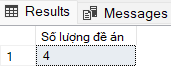 Results Messages
Số lượng đề án
1 4